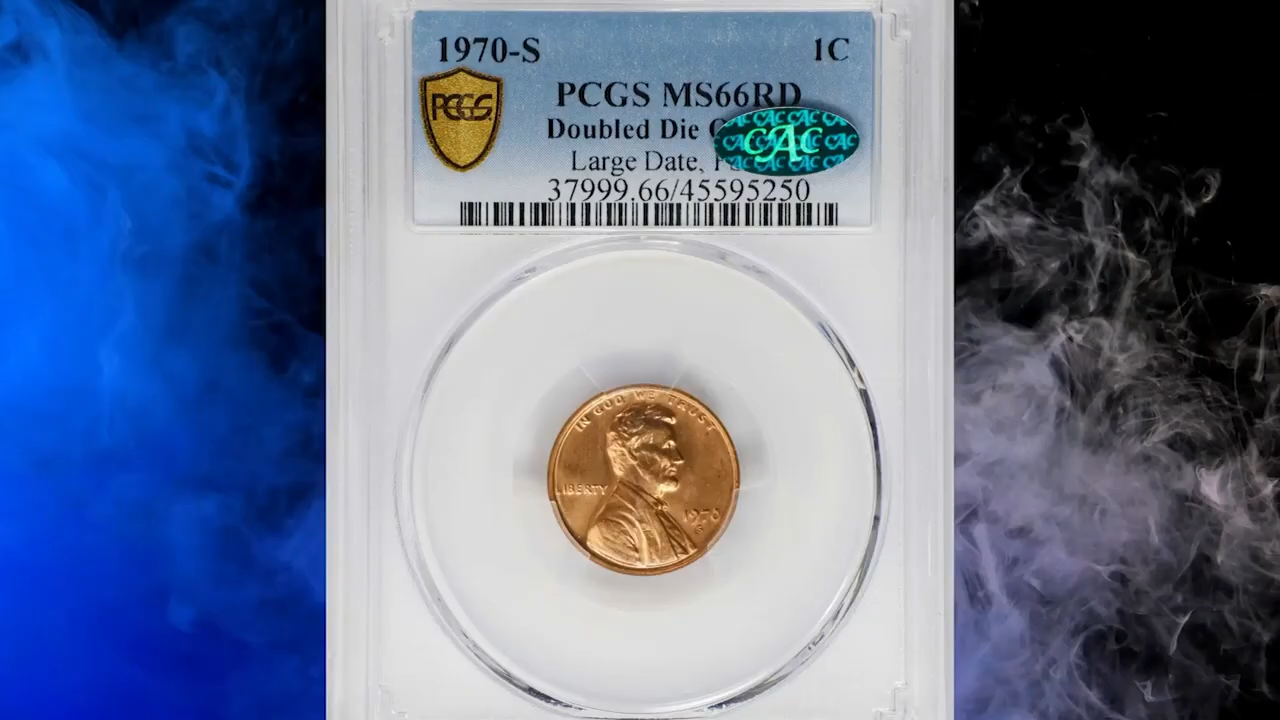 1970-S 1C
PCGS MS66RD
PCGS
Doubled Die
CAC
Large Date,
37999.66/45595250
IN GOD WE TRUST
LIBERTY
1970
S